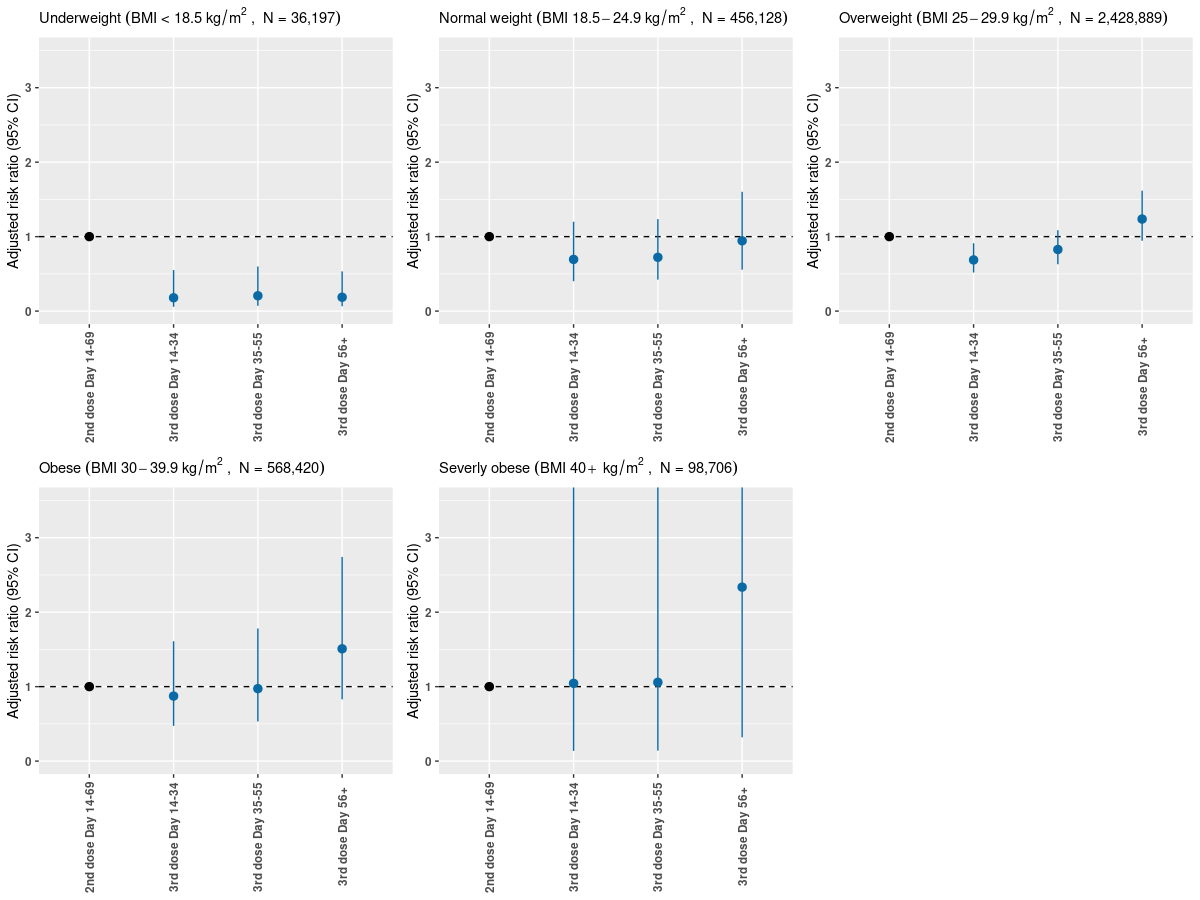 Underweight (BMI < 18.5 kg/m2 , N = 36,197)
Adjusted risk ratio (95% CI)
3
2
1
0
2nd dose Day 14-69
3rd dose Day 14-34
3rd dose Day 35-55
3rd dose Day 56+
Normal weight (BMI 18.5–24.9 kg/m2 , N = 456,128)
Adjusted risk ratio (95% CI)
3
2
1
0
2nd dose Day 14-69
3rd dose Day 14-34
3rd dose Day 35-55
3rd dose Day 56+
Overweight (BMI 25–29.9 kg/m2 , N = 2,428,889)
Adjusted risk ratio (95% CI)
3
2
1
0
2nd dose Day 14-69
3rd dose Day 14-34
3rd dose Day 35-55
3rd dose Day 56+
Obese (BMI 30–39.9 kg/m2 , N = 568,420)
Adjusted risk ratio (95% CI)
3
2
1
0
2nd dose Day 14-69
3rd dose Day 14-34
3rd dose Day 35-55
3rd dose Day 56+
Severly obese (BMI 40+ kg/m2 , N = 98,706)
Adjusted risk ratio (95% CI)
3
2
1
0
2nd dose Day 14-69
3rd dose Day 14-34
3rd dose Day 35-55
3rd dose Day 56+